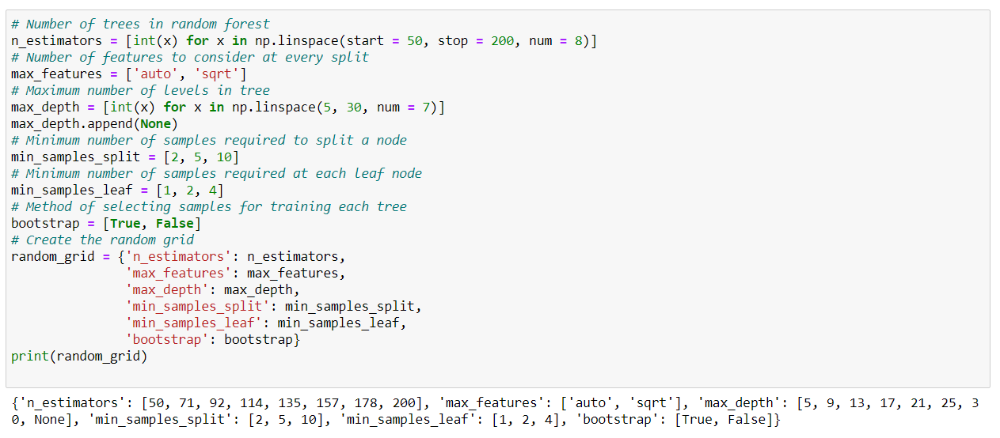 # Number of trees in random forest
n_estimators = [int(x) for x in np.linspace(start = 50, stop = 200, num = 8)]
# Number of features to consider at every split
max_features = ['auto', 'sqrt']
# Maximum number of levels in tree
max_depth = [int(x) for x in np.linspace(5, 30, num = 7)]
max_depth.append(None)
# Minimum number of samples required to split a node
min_samples_split = [2, 5, 10]
# Minimum number of samples required at each leaf node
min_samples_leaf = [1, 2, 4]
# Method of selecting samples for training each tree
bootstrap = [True, False]
# Create the random grid
random_grid = {'n_estimators': n_estimators,
               'max_features': max_features,
               'max_depth': max_depth,
               'min_samples_split': min_samples_split,
               'min_samples_leaf': min_samples_leaf,
               'bootstrap': bootstrap}
print(random_grid)
{'n_estimators': [50, 71, 92, 114, 135, 157, 178, 200], 'max_features': ['auto', 'sqrt'], 'max_depth': [5, 9, 13, 17, 21, 25, 3
0, None], 'min_samples_split': [2, 5, 10], 'min_samples_leaf': [1, 2, 4], 'bootstrap': [True, False]}